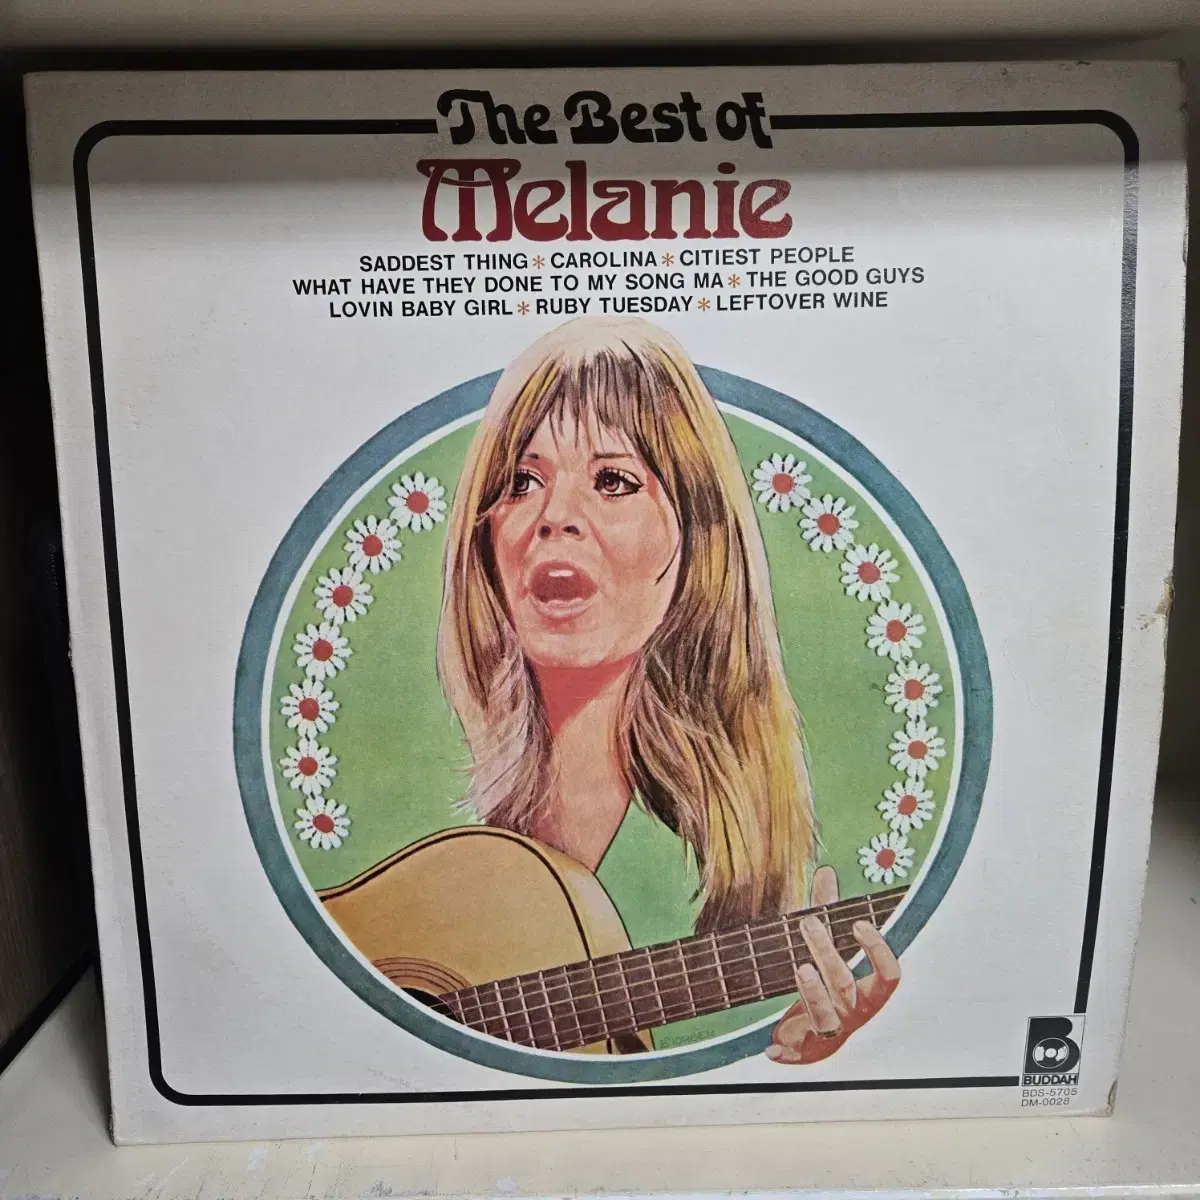 The Best of
Melanie
SADDEST THING * CAROLINA * CITIEST PEOPLE
WHAT HAVE THEY DONE TO MY SONG MA * THE GOOD GUYS
LOVIN BABY GIRL * RUBY TUESDAY * LEFTOVER WINE
B
BUDDAH
BDS-5705
DM-0028